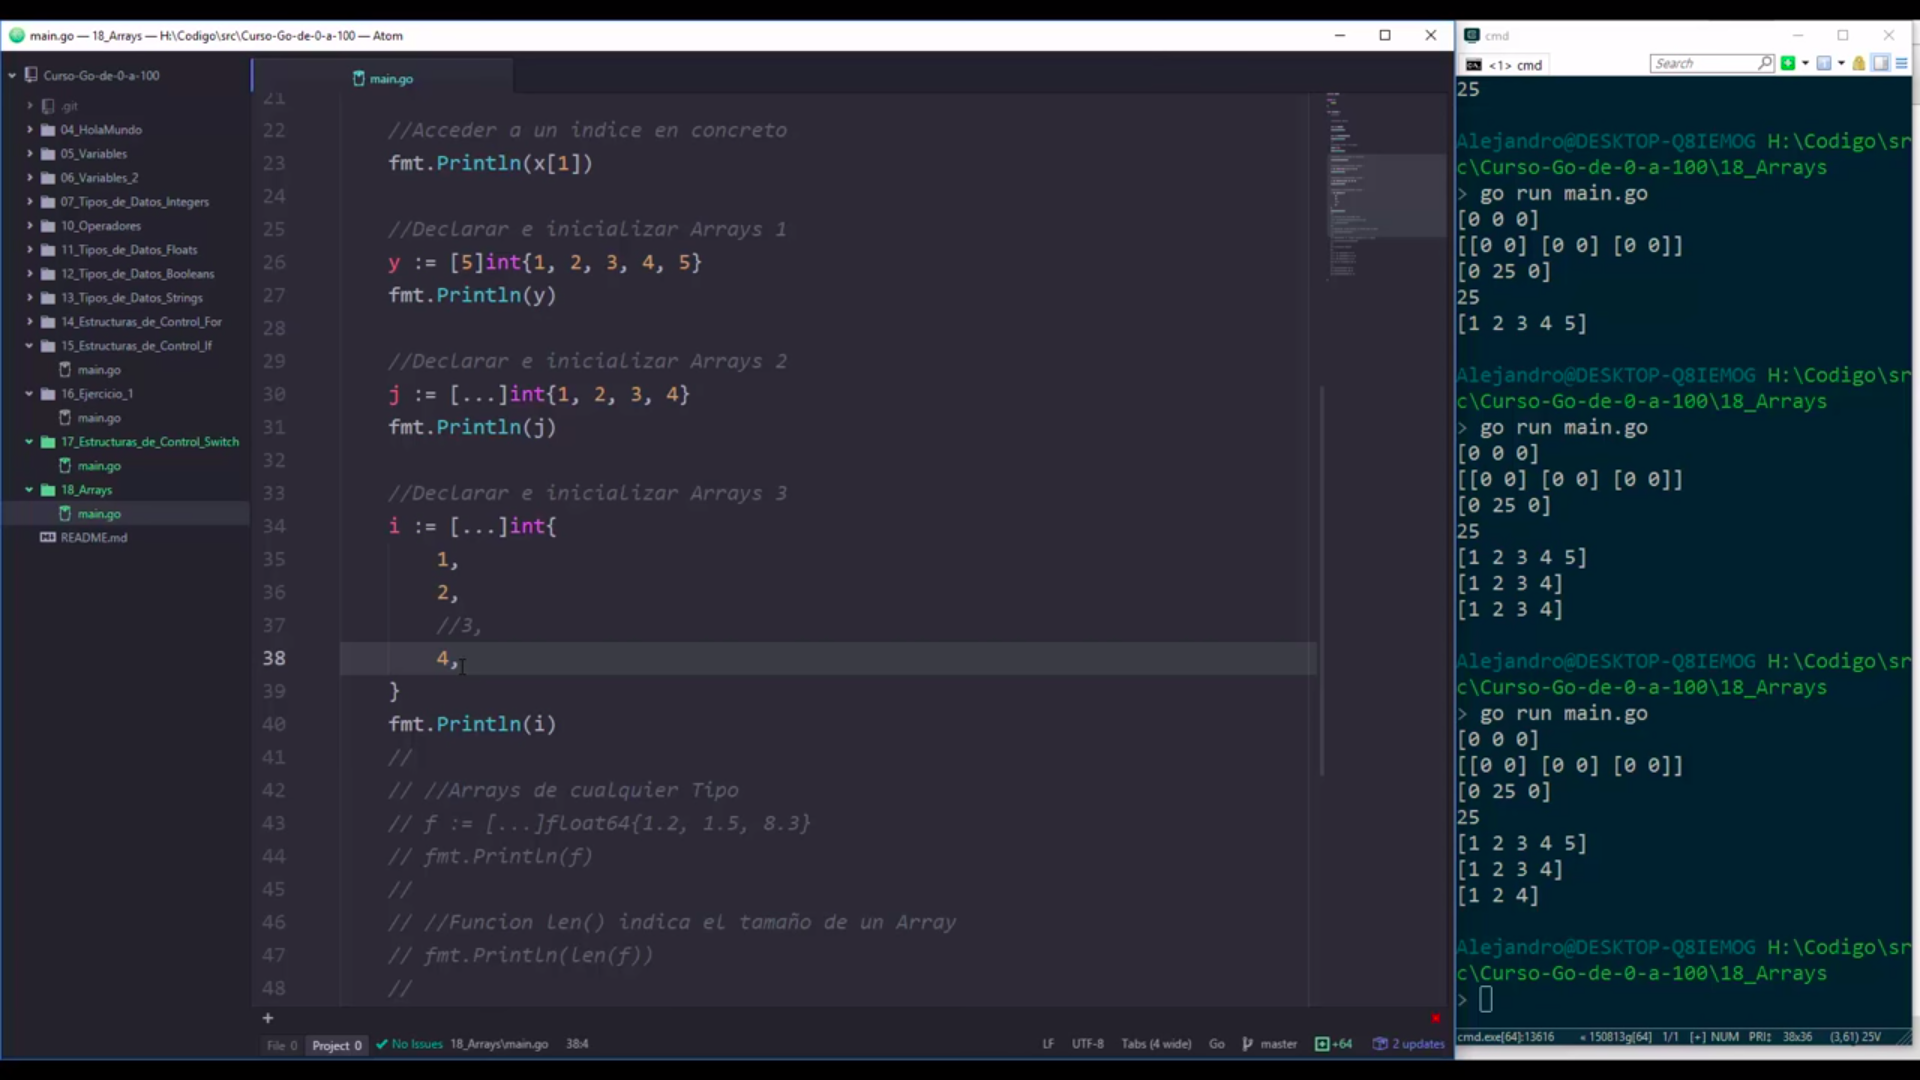 main.go — 18_Arrays — H:\Codigo\src\Curso-Go-de-0-a-100 — Atom
Curso-Go-de-0-a-100
.git
04_HolaMundo
05_Variables
06_Variables_2
07_Tipos_de_Datos_Integers
10_Operadores
11_Tipos_de_Datos_Floats
12_Tipos_de_Datos_Booleans
13_Tipos_de_Datos_Strings
14_Estructuras_de_Control_For
15_Estructuras_de_Control_If
main.go
16_Ejercicio_1
main.go
17_Estructuras_de_Control_Switch
main.go
18_Arrays
main.go
README.md
main.go
21
22 //Acceder a un indice en concreto
23 fmt.Println(x[1])
24
25 //Declarar e inicializar Arrays 1
26 y := [5]int{1, 2, 3, 4, 5}
27 fmt.Println(y)
28
29 //Declarar e inicializar Arrays 2
30 j := [...]int{1, 2, 3, 4}
31 fmt.Println(j)
32
33 //Declarar e inicializar Arrays 3
34 i := [...]int{
35 1,
36 2,
37 //3,
38 4,
39 }
40 fmt.Println(i)
41 //
42 // //Arrays de cualquier Tipo
43 // f := [...]float64{1.2, 1.5, 8.3}
44 // fmt.Println(f)
45 //
46 // //Funcion len() indica el tamaño de un Array
47 // fmt.Println(len(f))
48 //
+
File 0 Project 0 No Issues 18_Arrays\main.go 38:4 LF UTF-8 Tabs (4 wide) Go master +64 2 updates
cmd
<1> cmd Search
25
Alejandro@DESKTOP-Q8IEMOG H:\Codigo\sr
c\Curso-Go-de-0-a-100\18_Arrays
> go run main.go
[0 0 0]
[[0 0] [0 0] [0 0]]
[0 25 0]
25
[1 2 3 4 5]
Alejandro@DESKTOP-Q8IEMOG H:\Codigo\sr
c\Curso-Go-de-0-a-100\18_Arrays
> go run main.go
[0 0 0]
[[0 0] [0 0] [0 0]]
[0 25 0]
25
[1 2 3 4 5]
[1 2 3 4]
[1 2 3 4]
Alejandro@DESKTOP-Q8IEMOG H:\Codigo\sr
c\Curso-Go-de-0-a-100\18_Arrays
> go run main.go
[0 0 0]
[[0 0] [0 0] [0 0]]
[0 25 0]
25
[1 2 3 4 5]
[1 2 3 4]
[1 2 4]
Alejandro@DESKTOP-Q8IEMOG H:\Codigo\sr
c\Curso-Go-de-0-a-100\18_Arrays
>
cmd.exe[64]:13616 « 150813g[64] 1/1 [+] NUM PRI: 38x36 (3,61) 25V